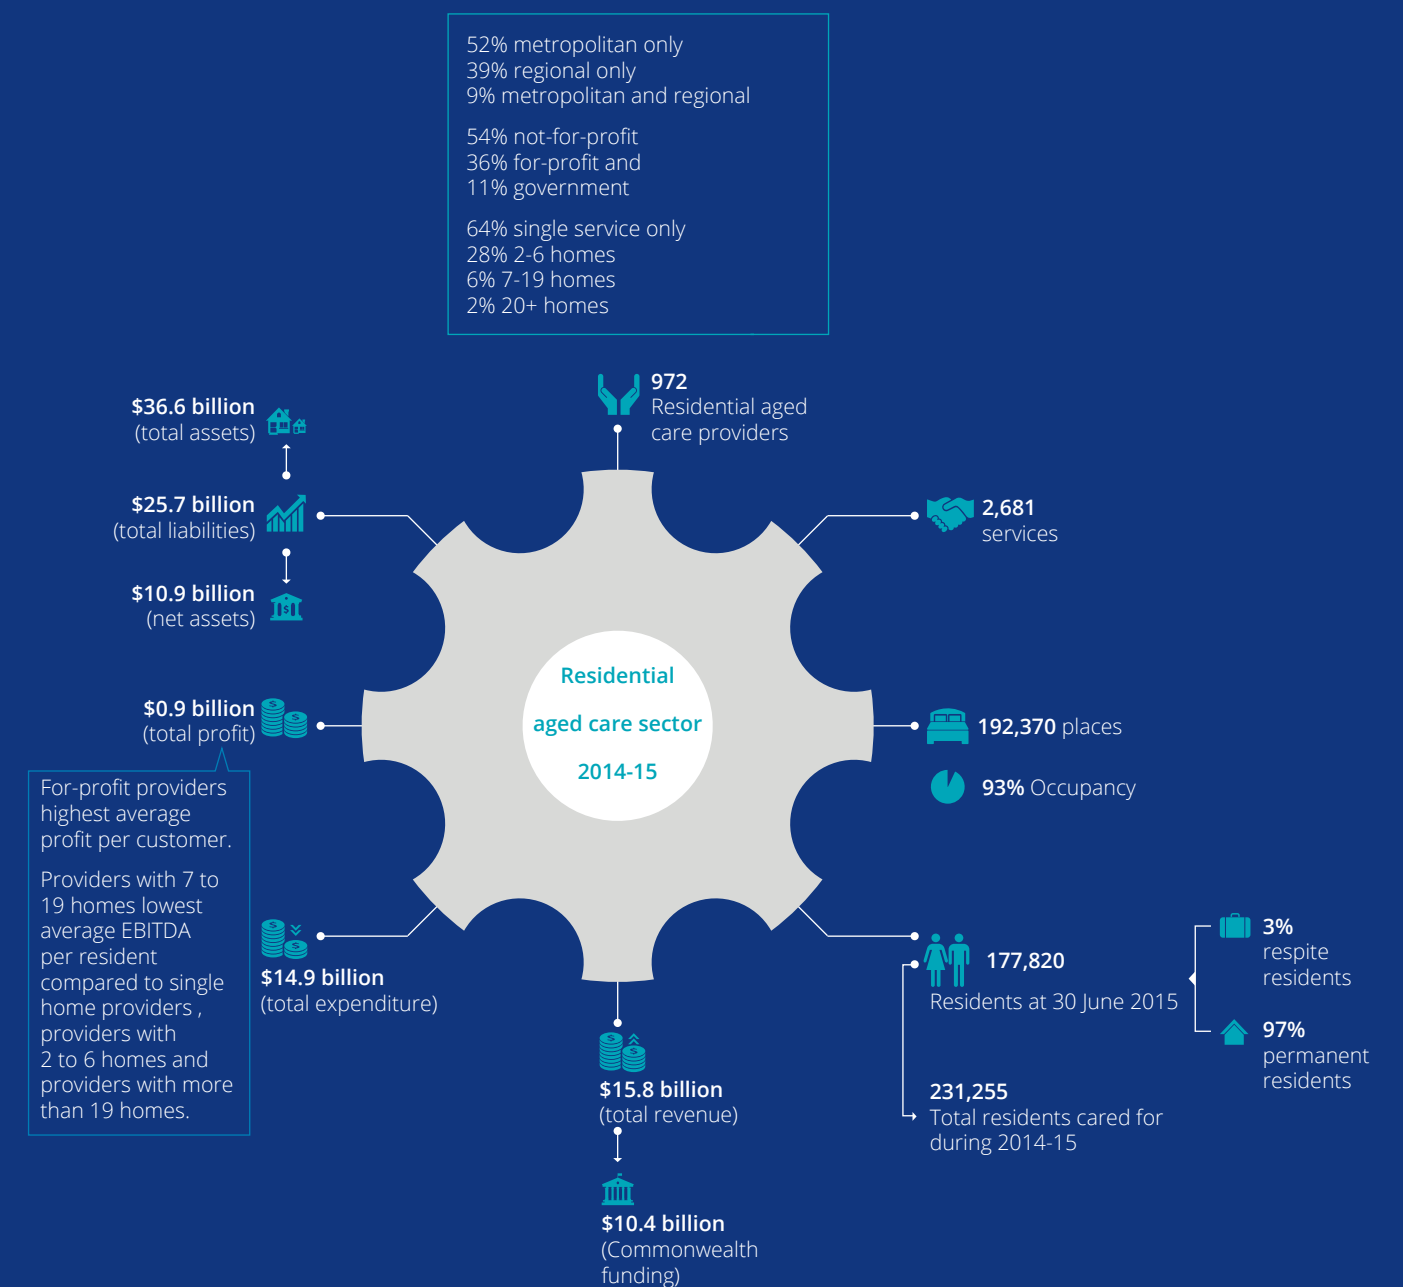 52% metropolitan only
39% regional only
9% metropolitan and regional
54% not-for-profit
36% for-profit and
11% government
64% single service only
28% 2-6 homes
6% 7-19 homes
2% 20+ homes
972
Residential aged
care providers
$36.6 billion
(total assets)
$25.7 billion
(total liabilities)
$10.9 billion
(net assets)
2,681
services
Residential
aged care sector
2014-15
$0.9 billion
(total profit)
For-profit providers
highest average
profit per customer.
Providers with 7 to
19 homes lowest
average EBITDA
per resident
compared to single
home providers ,
providers with
2 to 6 homes and
providers with more
than 19 homes.
192,370 places
93% Occupancy
$14.9 billion
(total expenditure)
177,820
Residents at 30 June 2015
3%
respite
residents
97%
permanent
residents
231,255
Total residents cared for
during 2014-15
$15.8 billion
(total revenue)
$10.4 billion
(Commonwealth
funding)